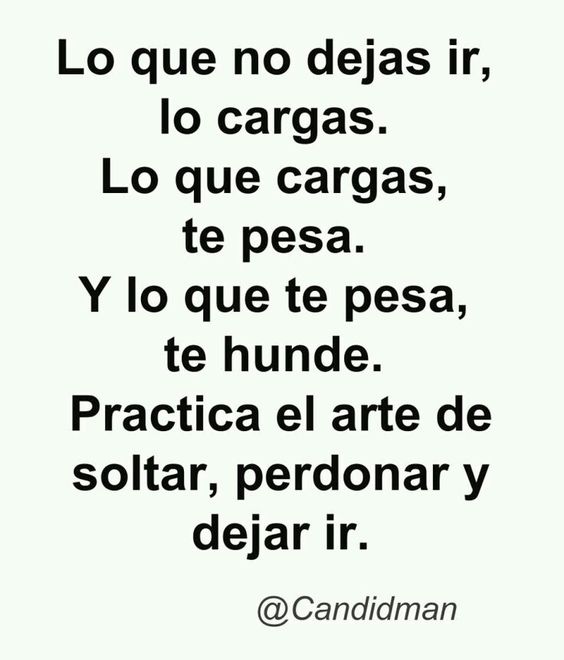 Lo que no dejas ir,
lo cargas.
Lo que cargas,
te pesa.
Y lo que te pesa,
te hunde.
Practica el arte de
soltar, perdonar y
dejar ir.
@Candidman